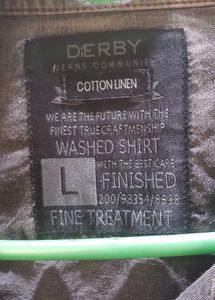 DERBY
JEANS COMMUNITY
COTTON LINEN
WE ARE THE FUTURE WITH THE
FINEST TRUE CRAFTMENSHIP
WASHED SHIRT
L
WITH THE BEST CARE
FINISHED
200/98354/8538
FINE TREATMENT